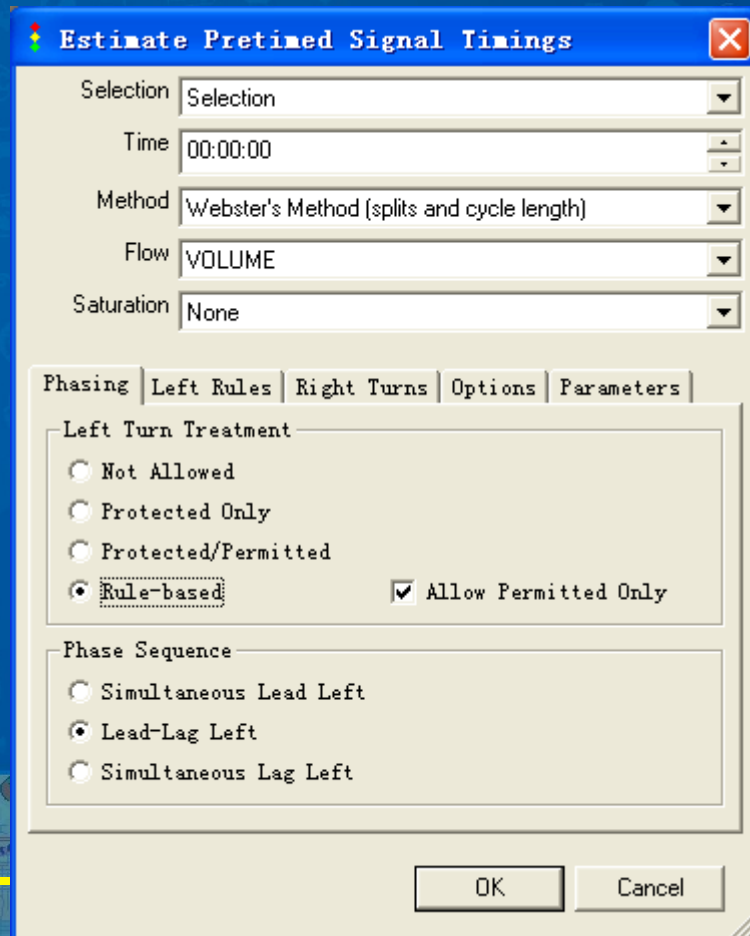 Estimate Pretimed Signal Timings
Selection Selection
Time 00:00:00
Method Webster's Method (splits and cycle length)
Flow VOLUME
Saturation None
Phasing Left Rules Right Turns Options Parameters
Left Turn Treatment
Not Allowed
Protected Only
Protected/Permitted
Rule-based Allow Permitted Only
Phase Sequence
Simultaneous Lead Left
Lead-Lag Left
Simultaneous Lag Left
OK Cancel